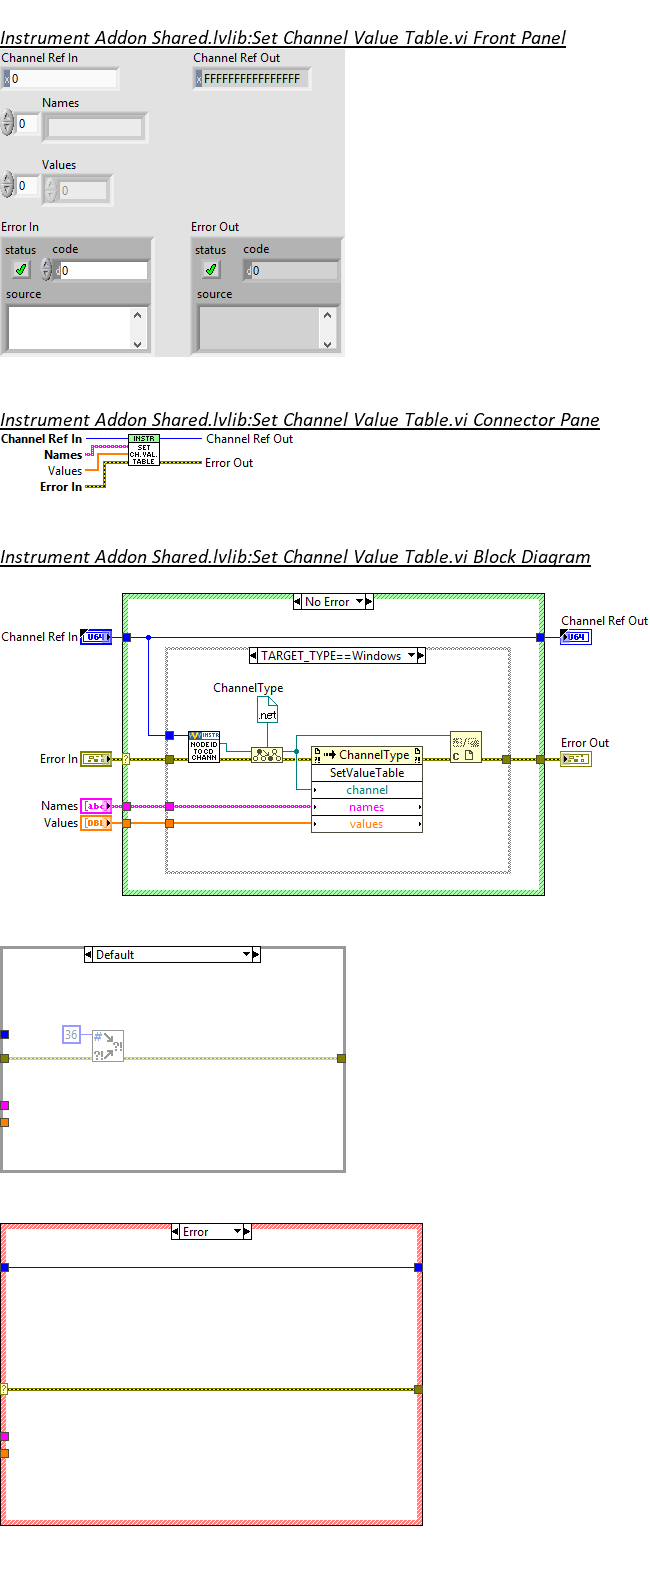 Instrument Addon Shared.lvlib:Set Channel Value Table.vi Front Panel
Channel Ref In
Channel Ref Out
x 0
x FFFFFFFFFFFFFFFF
Names
0
Values
0
0
Error In
Error Out
status code
status code
d 0
d 0
source
source
Instrument Addon Shared.lvlib:Set Channel Value Table.vi Connector Pane
Channel Ref In
Names
Values
Error In
INSTR
SET
CH.VAL.
TABLE
Channel Ref Out
Error Out
Instrument Addon Shared.lvlib:Set Channel Value Table.vi Block Diagram
No Error
Channel Ref In
U64
Channel Ref Out
U64
TARGET_TYPE==Windows
ChannelType
.net
INSTR
NODE ID
TO CD
CHANN
Error In
?
ChannelType
?!
?!
SetValueTable
channel
names
values
?!
C
Error Out
Names
[abc]
Values
[DBL]
Default
36
#
?!
?!
Error
?